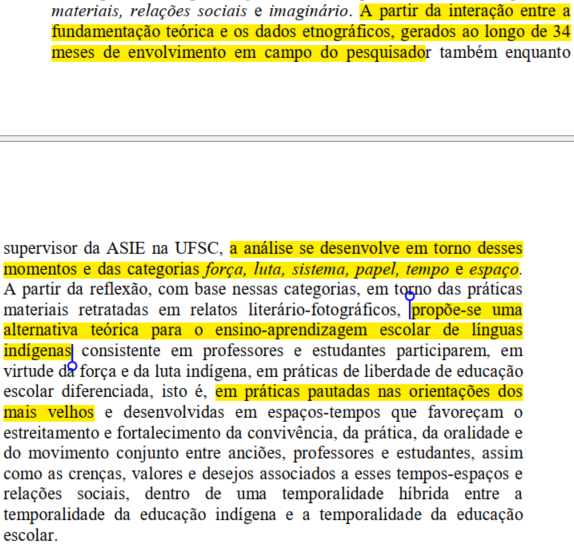 materiais, relações sociais e imaginário. A partir da interação entre a
fundamentação teórica e os dados etnográficos, gerados ao longo de 34
meses de envolvimento em campo do pesquisador também enquanto
supervisor da ASIE na UFSC, a análise se desenvolve em torno desses
momentos e das categorias força, luta, sistema, papel, tempo e espaço.
A partir da reflexão, com base nessas categorias, em torno das práticas
materiais retratadas em relatos literário-fotográficos, propõe-se uma
alternativa teórica para o ensino-aprendizagem escolar de línguas
indígenas consistente em professores e estudantes participarem, em
virtude da força e da luta indígena, em práticas de liberdade de educação
escolar diferenciada, isto é, em práticas pautadas nas orientações dos
mais velhos e desenvolvidas em espaços-tempos que favoreçam o
estreitamento e fortalecimento da convivência, da prática, da oralidade e
do movimento conjunto entre anciões, professores e estudantes, assim
como as crenças, valores e desejos associados a esses tempos-espaços e
relações sociais, dentro de uma temporalidade híbrida entre a
temporalidade da educação indígena e a temporalidade da educação
escolar.